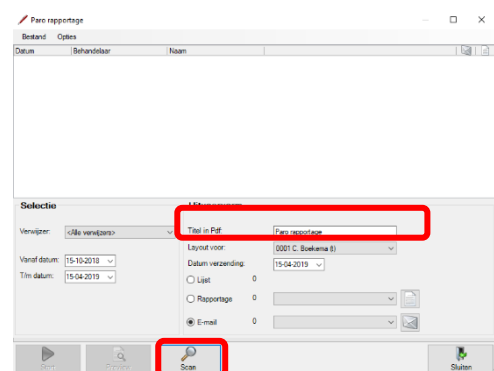 Paro rapportage
Bestand Opties
Datum Behandelaar Naam
Selectie
Verwijzer: <Alle verwijzers>
Vanaf datum: 15-10-2018
T/m datum: 15-04-2019
Titel in Pdf: Paro rapportage
Layout voor: 0001 C. Boekema (t)
Datum verzending: 15-04-2019
Lijst 0
Rapportage 0
E-mail 0
Preview Scan Sluiten